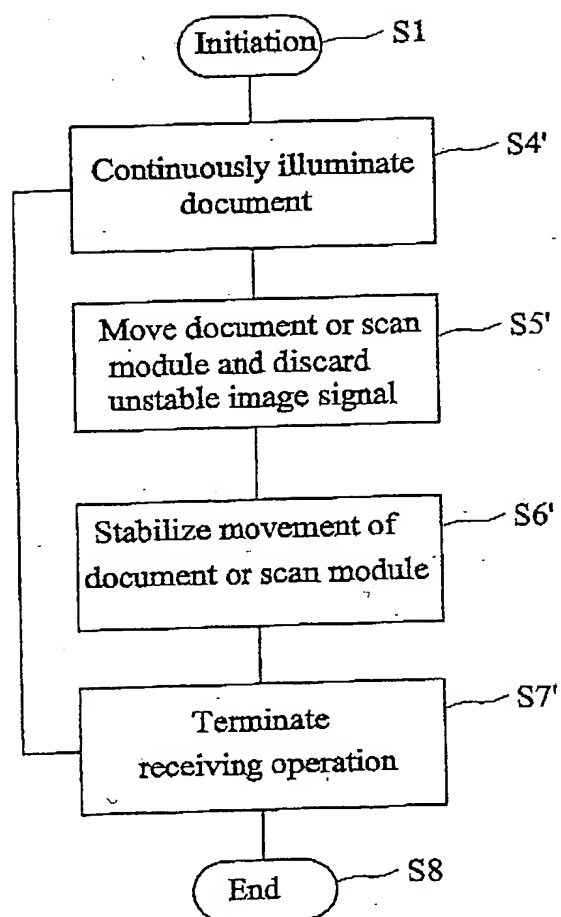 Initiation
S1
Continuously illuminate
document
S4'
Move document or scan
module and discard
unstable image signal
S5'
Stabilize movement of
document or scan module
S6'
Terminate
receiving operation
S7'
End
S8